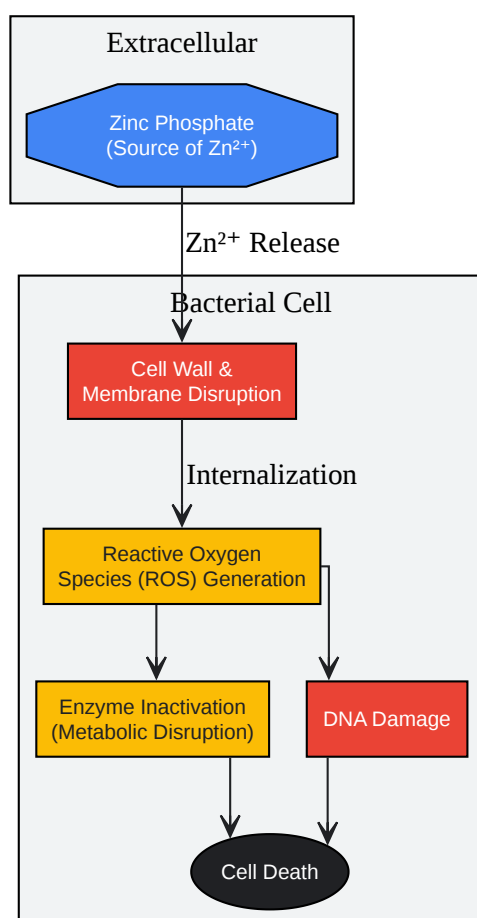 Extracellular
Zinc Phosphate
(Source of Zn²⁺)
Zn²⁺ Release
Bacterial Cell
Cell Wall &
Membrane Disruption
Internalization
Reactive Oxygen
Species (ROS) Generation
Enzyme Inactivation
(Metabolic Disruption)
DNA Damage
Cell Death